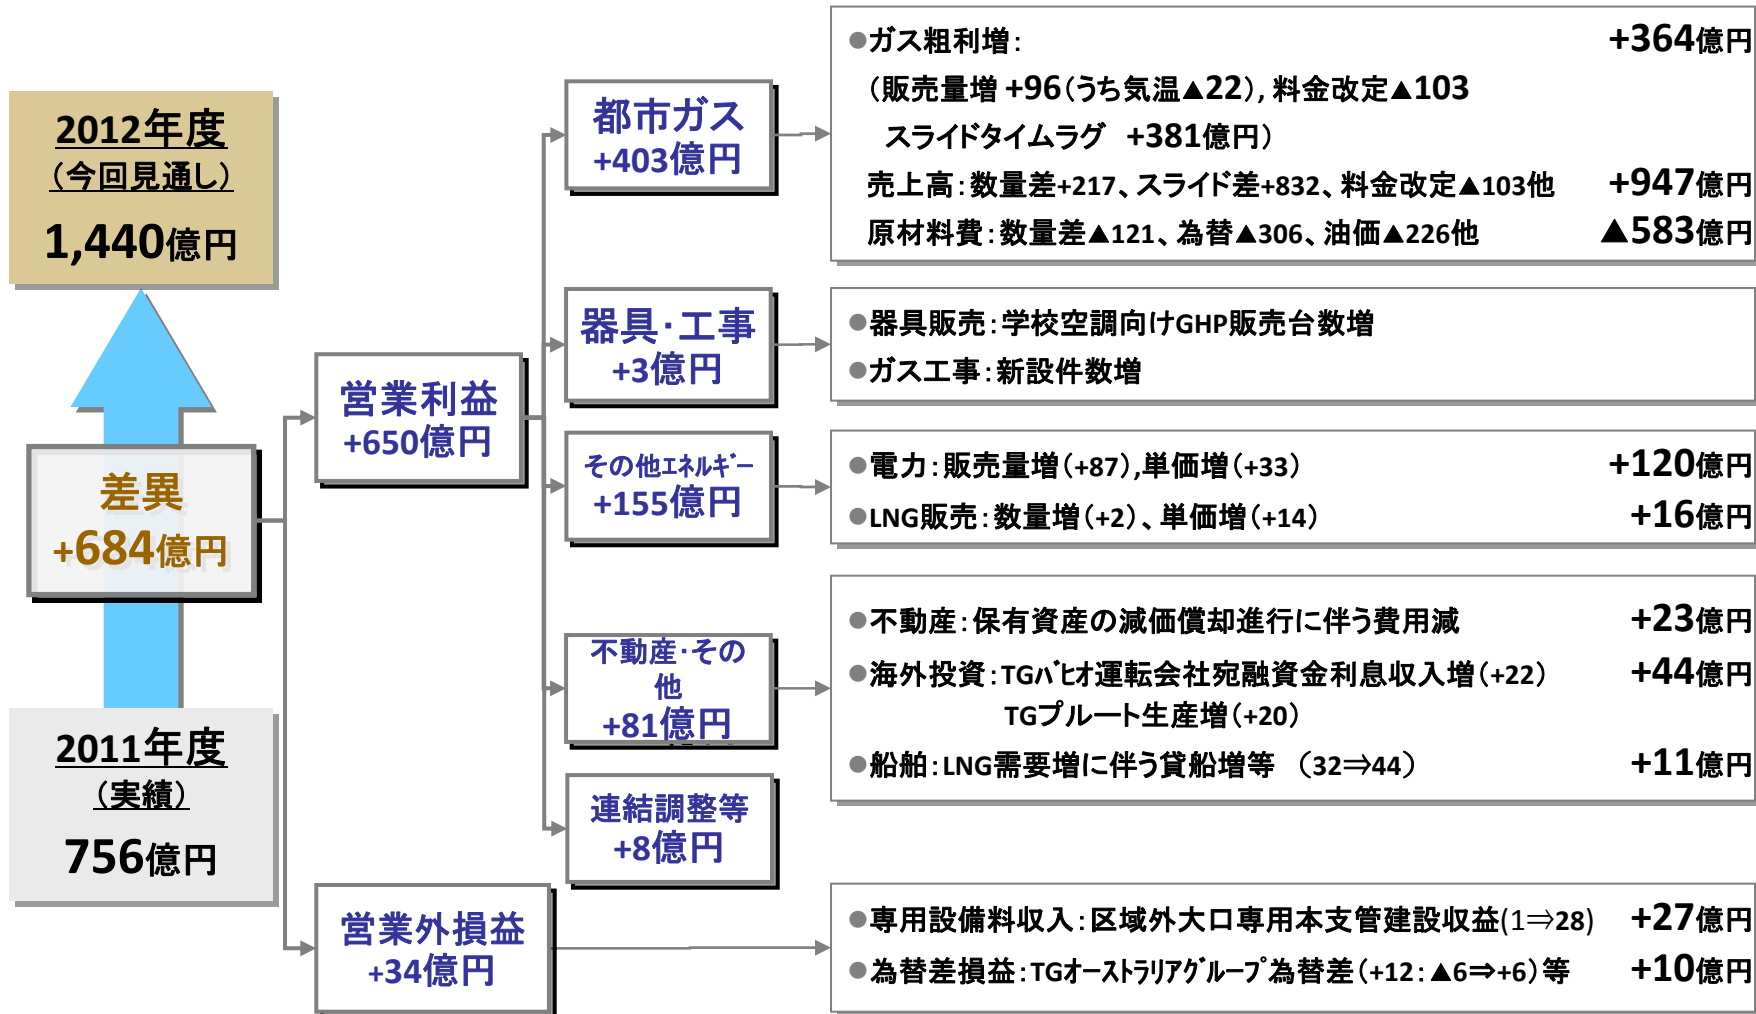 2012年度
（今回見通し）
1,440億円
差異
+684億円
2011年度
（実績）
756億円
営業利益
+650億円
営業外損益
+34億円
都市ガス
+403億円
器具・工事
+3億円
その他エネルギー
+155億円
不動産・その
他
+81億円
連結調整等
+8億円
●ガス粗利増： +364億円
（販売量増 +96（うち気温▲22）, 料金改定▲103
スライドタイムラグ +381億円）
売上高：数量差+217、スライド差+832、料金改定▲103他 +947億円
原材料費：数量差▲121、為替▲306、油価▲226他 ▲583億円
●器具販売：学校空調向けGHP販売台数増
●ガス工事：新設件数増
●電力：販売量増（+87）,単価増（+33） +120億円
●LNG販売：数量増（+2）、単価増（+14） +16億円
●不動産：保有資産の減価償却進行に伴う費用減 +23億円
●海外投資：TGバヒオ運転会社宛融資金利息収入増（+22） +44億円
TGプルート生産増（+20）
●船舶：LNG需要増に伴う貸船増等 （32⇒44） +11億円
●専用設備料収入：区域外大口専用本支管建設収益(1⇒28) +27億円
●為替差損益：TGオーストラリアグループ為替差（+12：▲6⇒+6）等 +10億円